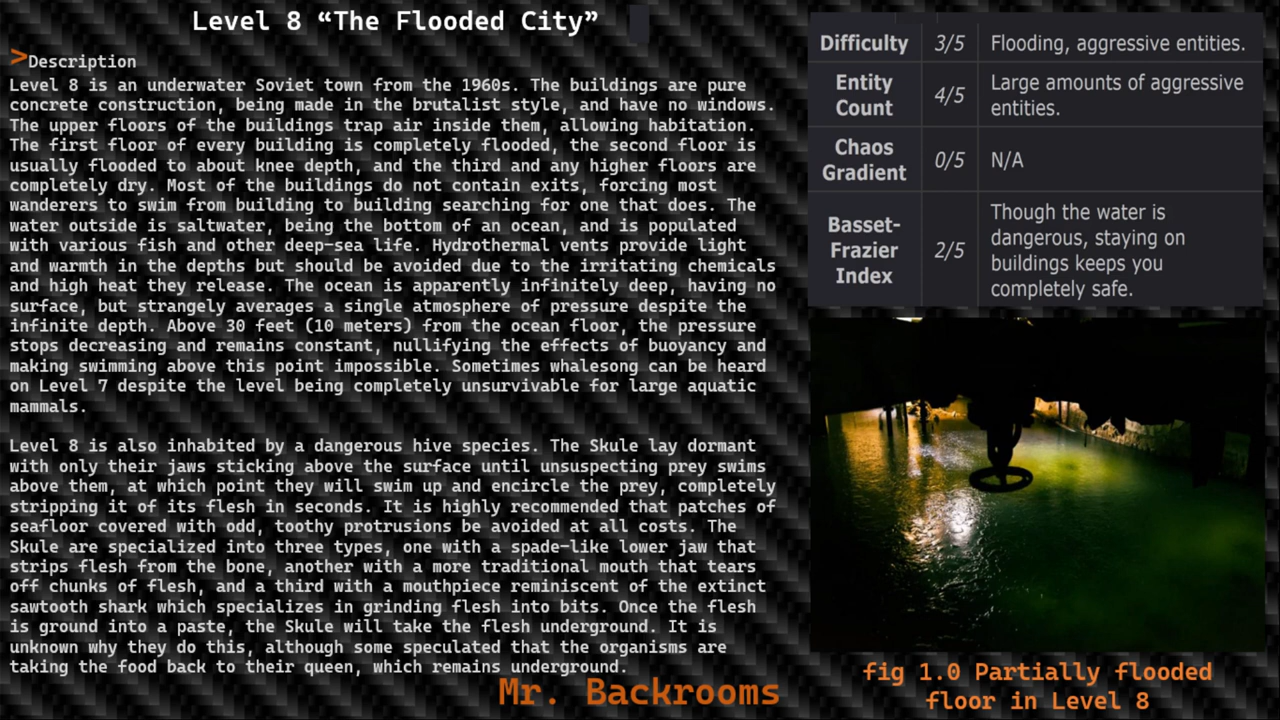 Level 8 “The Flooded City”
>Description
Level 8 is an underwater Soviet town from the 1960s. The buildings are pure
concrete construction, being made in the brutalist style, and have no windows.
The upper floors of the buildings trap air inside them, allowing habitation.
The first floor of every building is completely flooded, the second floor is
usually flooded to about knee depth, and the third and any higher floors are
completely dry. Most of the buildings do not contain exits, forcing most
wanderers to swim from building to building searching for one that does. The
water outside is saltwater, being the bottom of an ocean, and is populated
with various fish and other deep-sea life. Hydrothermal vents provide light
and warmth in the depths but should be avoided due to the irritating chemicals
and high heat they release. The ocean is apparently infinitely deep, having no
surface, but strangely averages a single atmosphere of pressure despite the
infinite depth. Above 30 feet (10 meters) from the ocean floor, the pressure
stops decreasing and remains constant, nullifying the effects of buoyancy and
making swimming above this point impossible. Sometimes whalesong can be heard
on Level 7 despite the level being completely unsurvivable for large aquatic
mammals.
Level 8 is also inhabited by a dangerous hive species. The Skule lay dormant
with only their jaws sticking above the surface until unsuspecting prey swims
above them, at which point they will swim up and encircle the prey, completely
stripping it of its flesh in seconds. It is highly recommended that patches of
seafloor covered with odd, toothy protrusions be avoided at all costs. The
Skule are specialized into three types, one with a spade-like lower jaw that
strips flesh from the bone, another with a more traditional mouth that tears
off chunks of flesh, and a third with a mouthpiece reminiscent of the extinct
sawtooth shark which specializes in grinding flesh into bits. Once the flesh
is ground into a paste, the Skule will take the flesh underground. It is
unknown why they do this, although some speculated that the organisms are
taking the food back to their queen, which remains underground.
Mr. Backrooms
Difficulty 3/5 Flooding, aggressive entities.
Entity Count 4/5 Large amounts of aggressive
entities.
Chaos Gradient 0/5 N/A
Basset-Frazier Index 2/5 Though the water is
dangerous, staying on
buildings keeps you
completely safe.
fig 1.0 Partially flooded
floor in Level 8